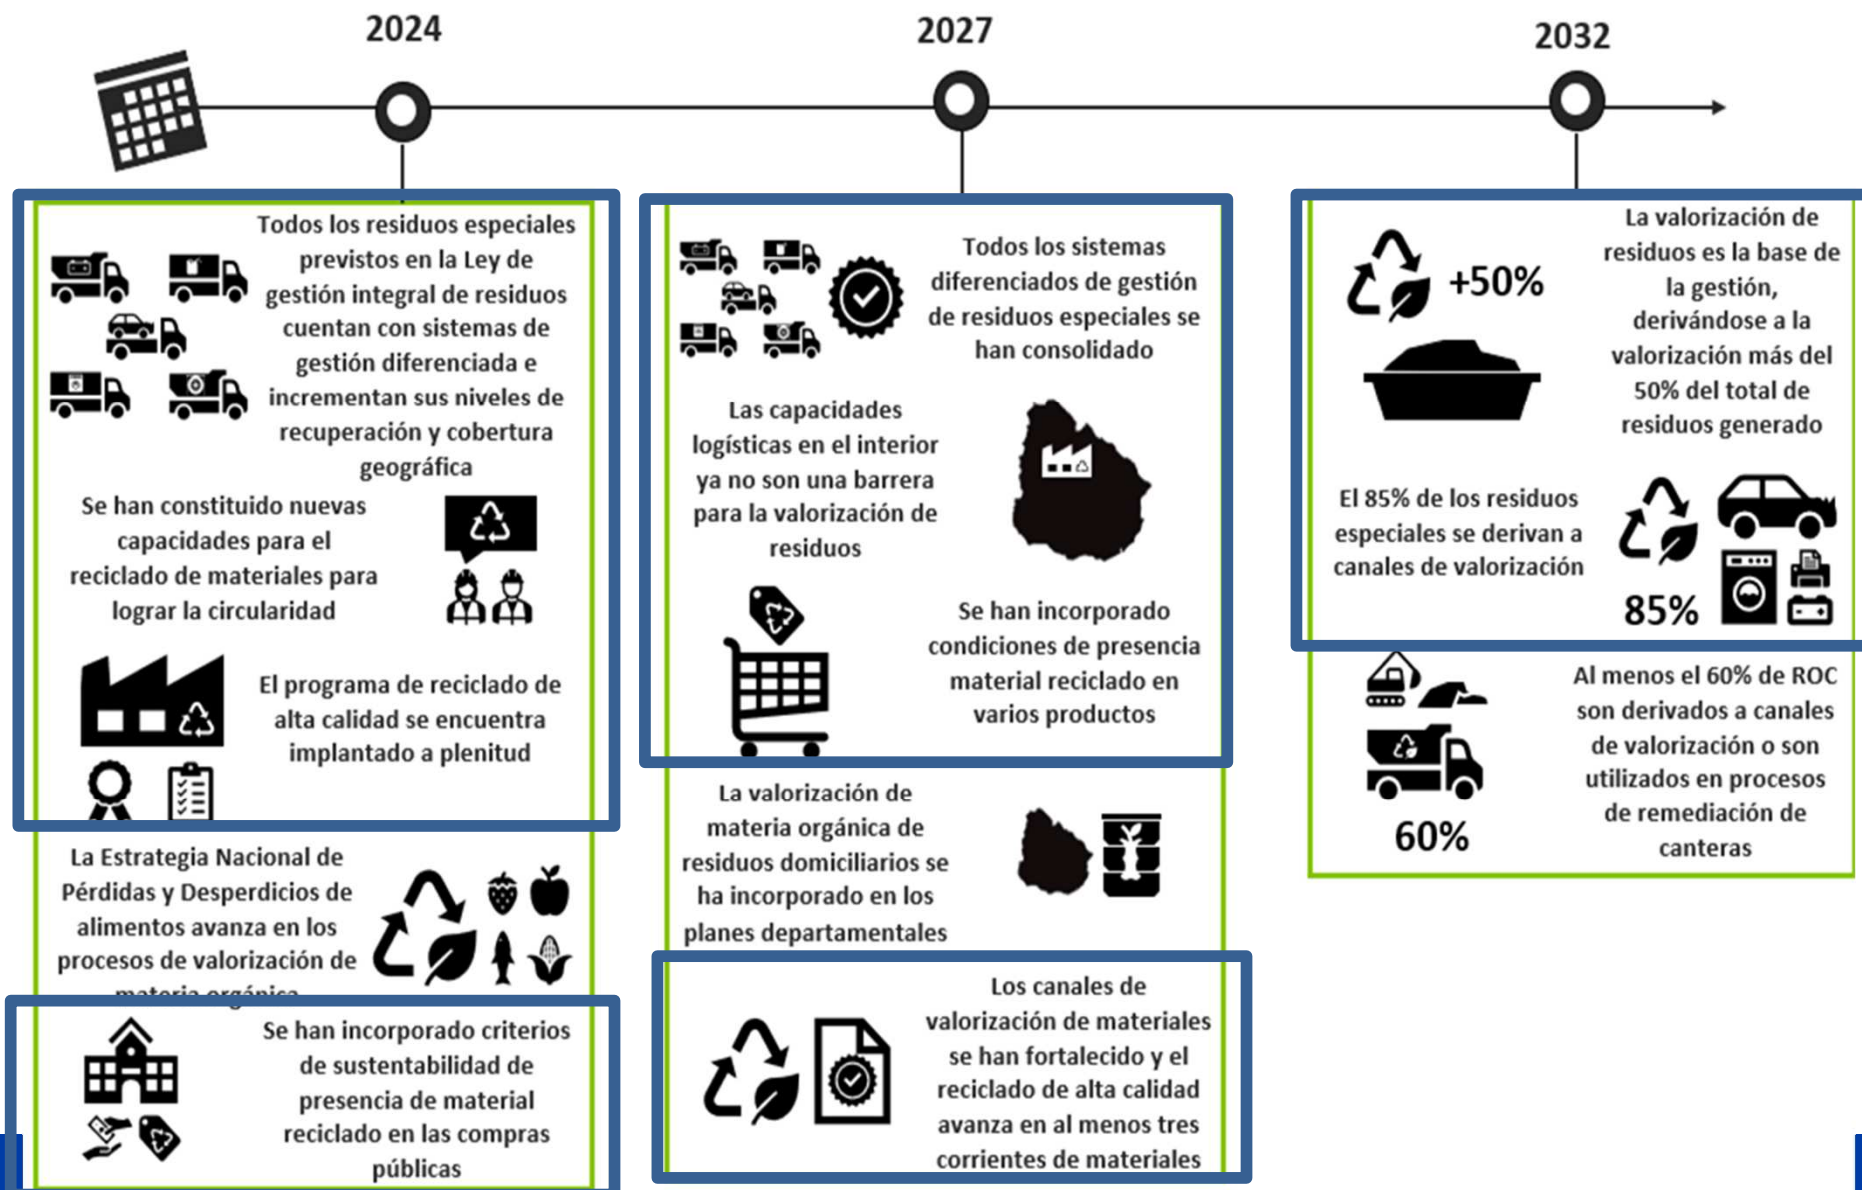 2024
Todos los residuos especiales
previstos en la Ley de
gestión integral de residuos
cuentan con sistemas de
gestión diferenciada e
incrementan sus niveles de
recuperación y cobertura
geográfica
Se han constituido nuevas
capacidades para el
reciclado de materiales para
lograr la circularidad
El programa de reciclado de
alta calidad se encuentra
implantado a plenitud
La Estrategia Nacional de
Pérdidas y Desperdicios de
alimentos avanza en los
procesos de valorización de
materia orgánica
Se han incorporado criterios
de sustentabilidad de
presencia de material
reciclado en las compras
públicas
2027
Todos los sistemas
diferenciados de gestión
de residuos especiales se
han consolidado
Las capacidades
logísticas en el interior
ya no son una barrera
para la valorización de
residuos
Se han incorporado
condiciones de presencia
material reciclado en
varios productos
La valorización de
materia orgánica de
residuos domiciliarios se
ha incorporado en los
planes departamentales
Los canales de
valorización de materiales
se han fortalecido y el
reciclado de alta calidad
avanza en al menos tres
corrientes de materiales
2032
+50%
La valorización de
residuos es la base de
la gestión,
derivándose a la
valorización más del
50% del total de
residuos generado
El 85% de los residuos
especiales se derivan a
canales de valorización
85%
Al menos el 60% de ROC
son derivados a canales
de valorización o son
utilizados en procesos
de remediación de
canteras
60%